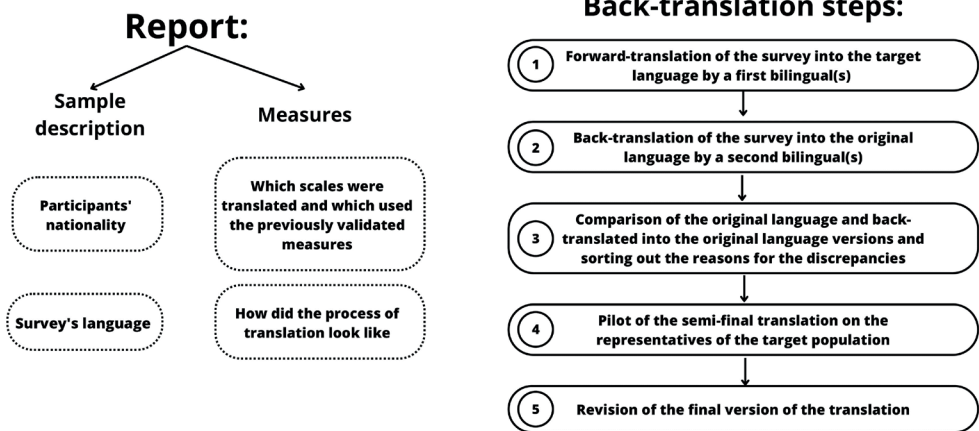 Report:
Sample
description
Measures
Participants'
nationality
Which scales were
translated and which used
the previously validated
measures
Survey's language
How did the process of
translation look like
Back-translation steps:
1
Forward-translation of the survey into the target
language by a first bilingual(s)
2
Back-translation of the survey into the original
language by a second bilingual(s)
3
Comparison of the original language and back-
translated into the original language versions and
sorting out the reasons for the discrepancies
4
Pilot of the semi-final translation on the
representatives of the target population
5
Revision of the final version of the translation